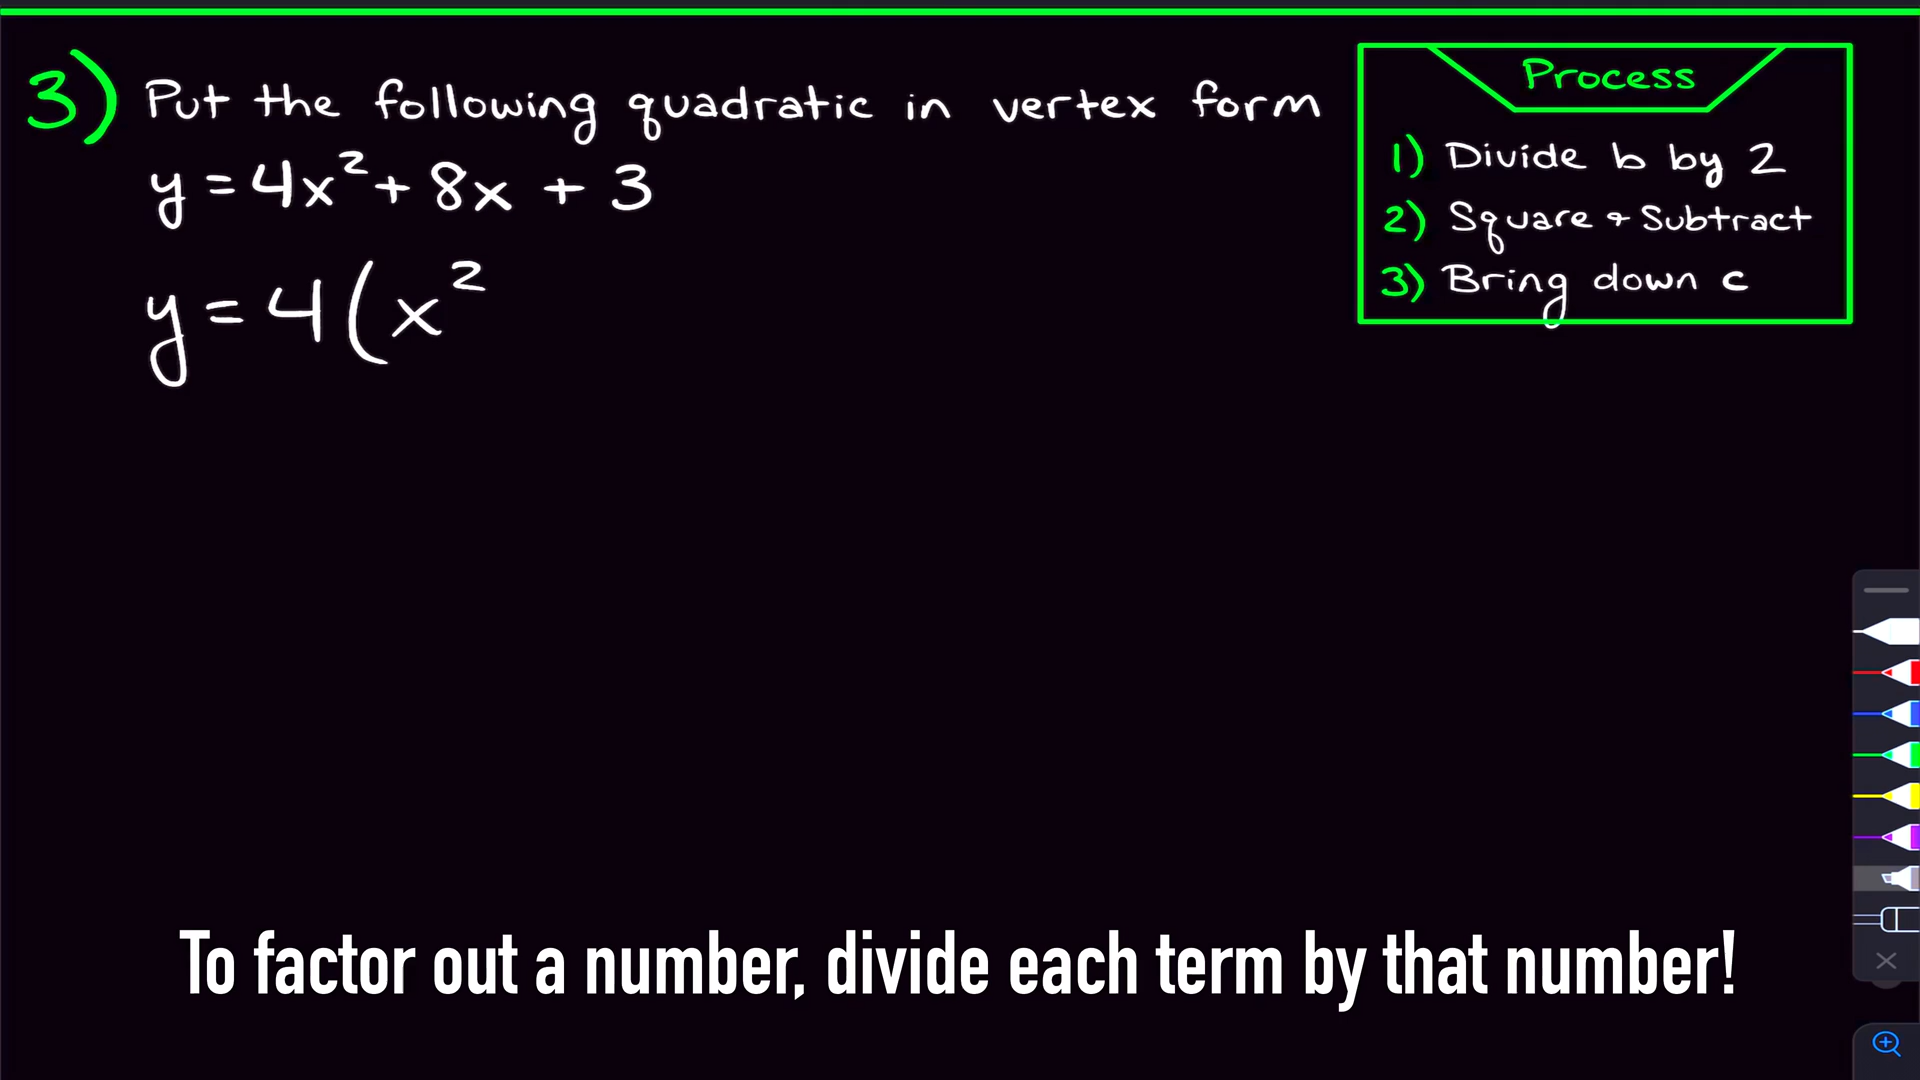 3) Put the following quadratic in vertex form
y = 4x² + 8x + 3
y = 4(x²
Process
1) Divide b by 2
2) Square & Subtract
3) Bring down c
To factor out a number, divide each term by that number!